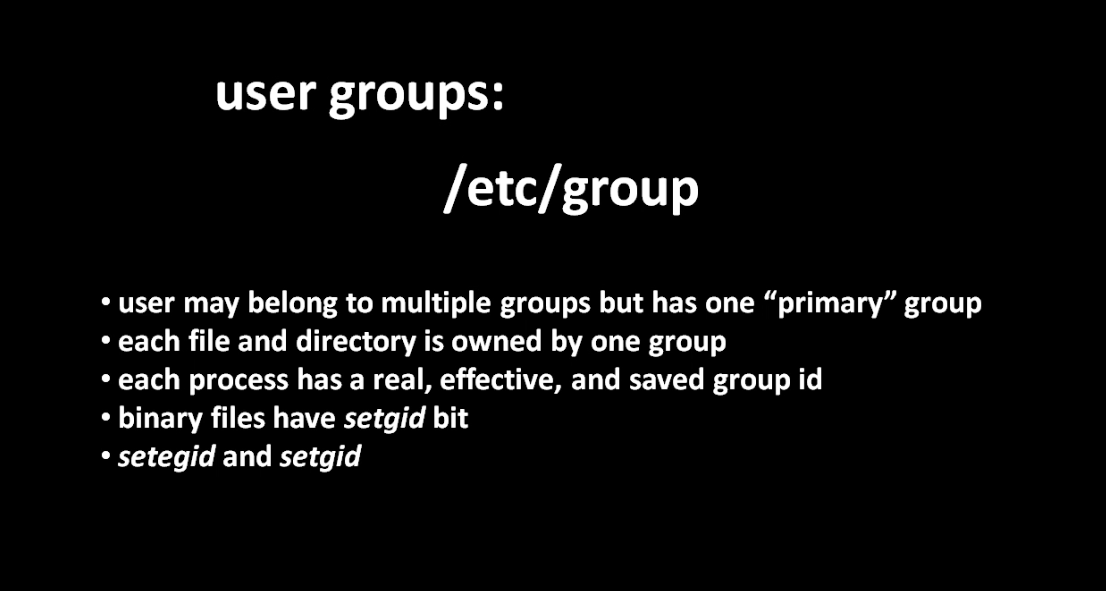 user groups:
/etc/group
• user may belong to multiple groups but has one “primary” group
• each file and directory is owned by one group
• each process has a real, effective, and saved group id
• binary files have setgid bit
• setegid and setgid